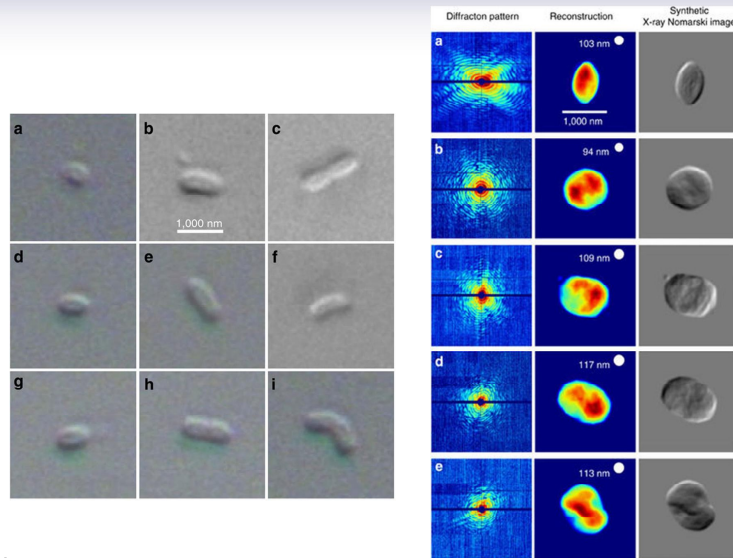 a
b
c
1,000 nm
d
e
f
g
h
i
Diffracton pattern
Reconstruction
Synthetic
X-ray Nomarski image
a
103 nm
1,000 nm
b
94 nm
c
109 nm
d
117 nm
e
113 nm